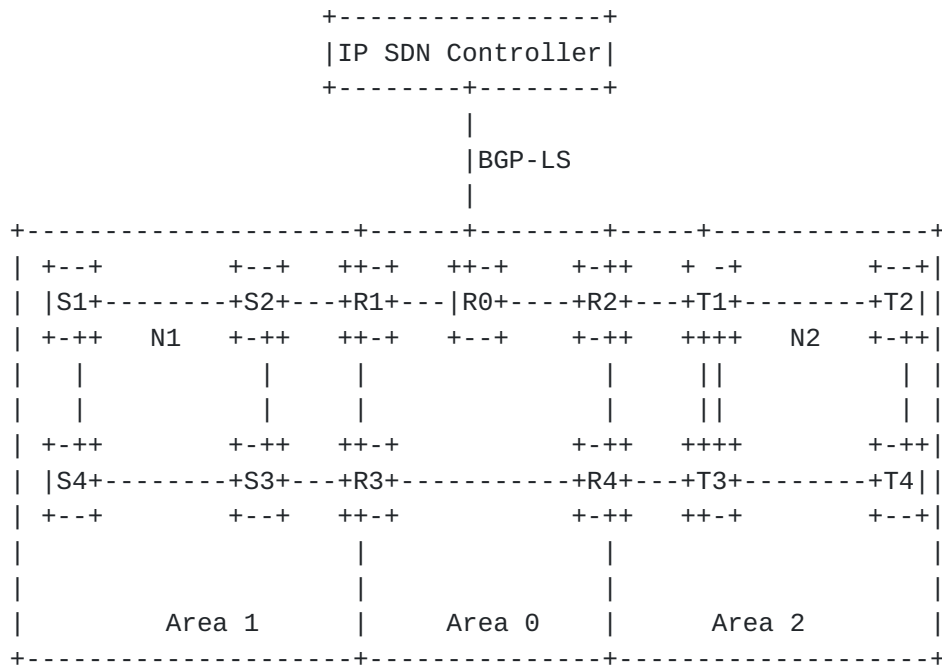 IP SDN Controller
BGP-LS
S1 S2 R1 R0 R2 T1 T2
N1 N2
S4 S3 R3 R4 T3 T4
Area 1 Area 0 Area 2